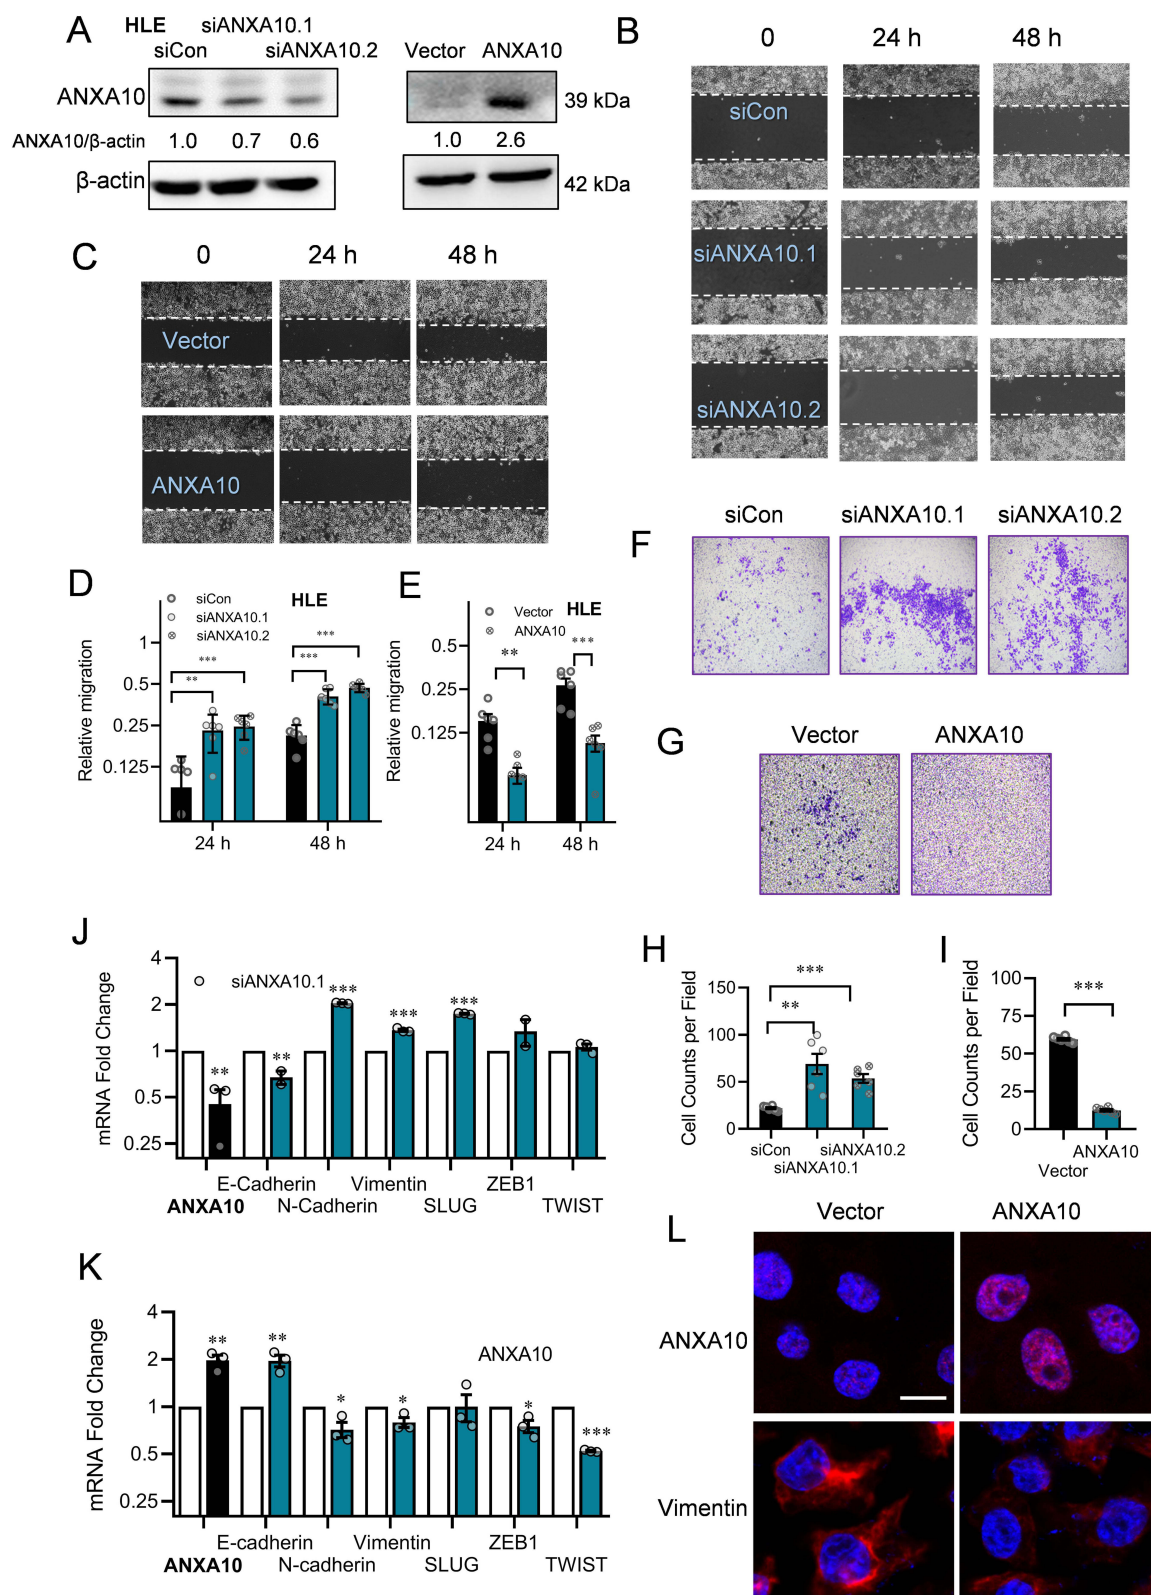 A
HLE siANXA10.1
siCon siANXA10.2
Vector ANXA10
ANXA10
39 kDa
ANXA10/β-actin 1.0 0.7 0.6
1.0 2.6
β-actin
42 kDa
B
0 24 h 48 h
siCon
siANXA10.1
siANXA10.2
C
0 24 h 48 h
Vector
ANXA10
D
siCon
siANXA10.1
siANXA10.2
HLE
Relative migration
1
0.5
0.25
0.125
** *** *** ***
24 h 48 h
E
Vector
ANXA10
HLE
Relative migration
0.5
0.25
0.125
** ***
24 h 48 h
F
siCon siANXA10.1 siANXA10.2
G
Vector ANXA10
H
Cell Counts per Field
150
100
50
0
***
**
siCon siANXA10.2
siANXA10.1
I
Cell Counts per Field
100
75
50
25
0
***
ANXA10
Vector
J
siANXA10.1
mRNA Fold Change
4
2
1
0.5
0.25
** ** *** *** ***
E-Cadherin Vimentin ZEB1
ANXA10 N-Cadherin SLUG TWIST
K
ANXA10
mRNA Fold Change
4
2
1
0.5
0.25
** ** * * * ***
E-cadherin Vimentin ZEB1
ANXA10 N-cadherin SLUG TWIST
L
Vector ANXA10
ANXA10
Vimentin